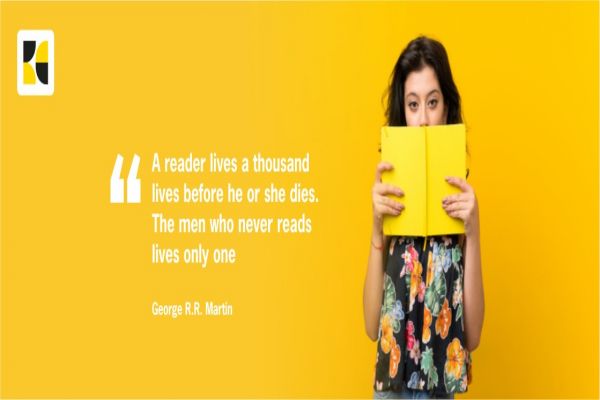 A reader lives a thousand
lives before he or she dies.
The men who never reads
lives only one
George R.R. Martin